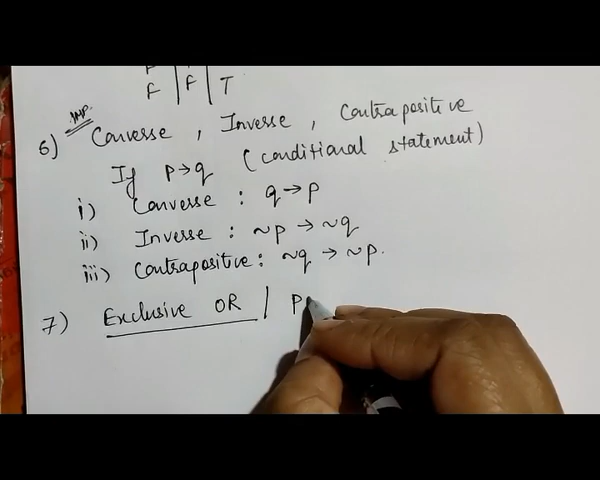 F | F | T
Imp.
6) Converse , Inverse , Contrapositive
If p→q (conditional statement)
i) Converse : q→p
ii) Inverse : ~p → ~q
iii) Contrapositive : ~q → ~p.
7) Exclusive OR / P